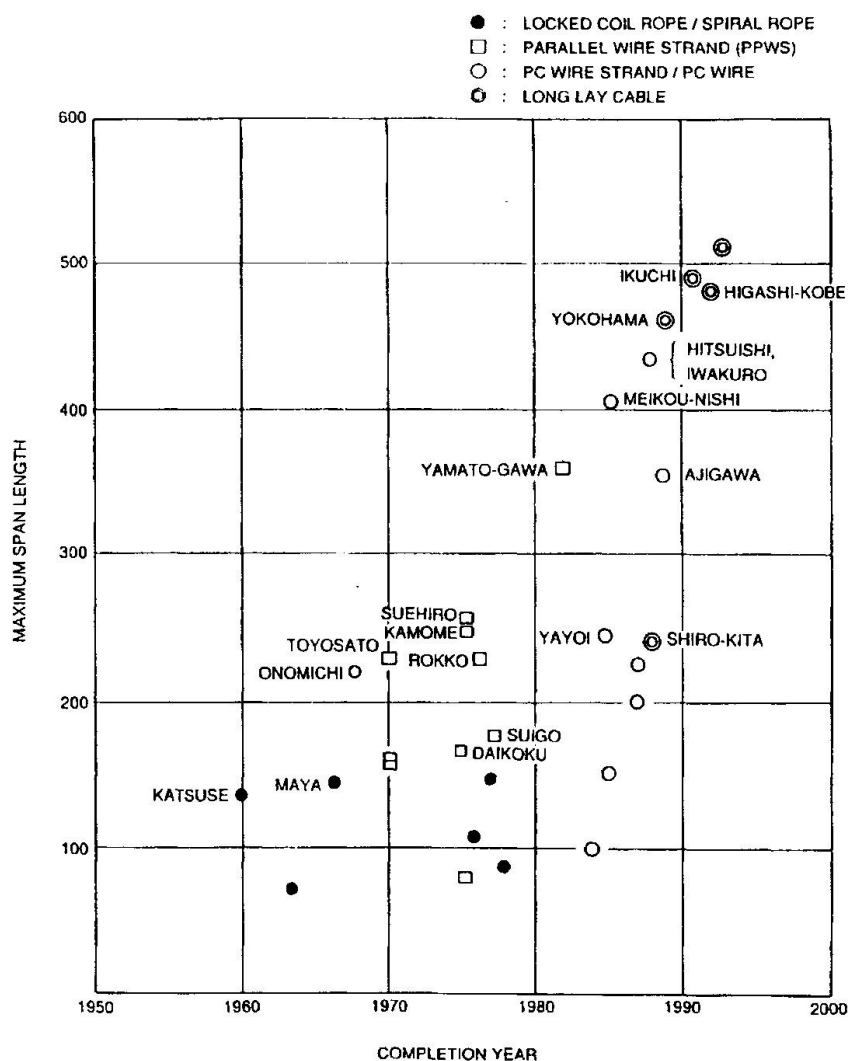 ● : LOCKED COIL ROPE / SPIRAL ROPE
□ : PARALLEL WIRE STRAND (PPWS)
○ : PC WIRE STRAND / PC WIRE
◎ : LONG LAY CABLE
600
500
IKUCHI
HIGASHI-KOBE
YOKOHAMA
HITSUISHI,
IWAKURO
400
MEIKOU-NISHI
YAMATO-GAWA
AJIGAWA
MAXIMUM SPAN LENGTH
300
SUEHIRO
KAMOME
YAYOI
SHIRO-KITA
TOYOSATO
ROKKO
ONOMICHI
200
SUIGO
DAIKOKU
MAYA
KATSUSE
100
1950 1960 1970 1980 1990 2000
COMPLETION YEAR